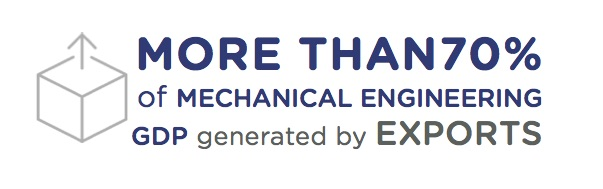 MORE THAN70%
of MECHANICAL ENGINEERING
GDP generated by EXPORTS